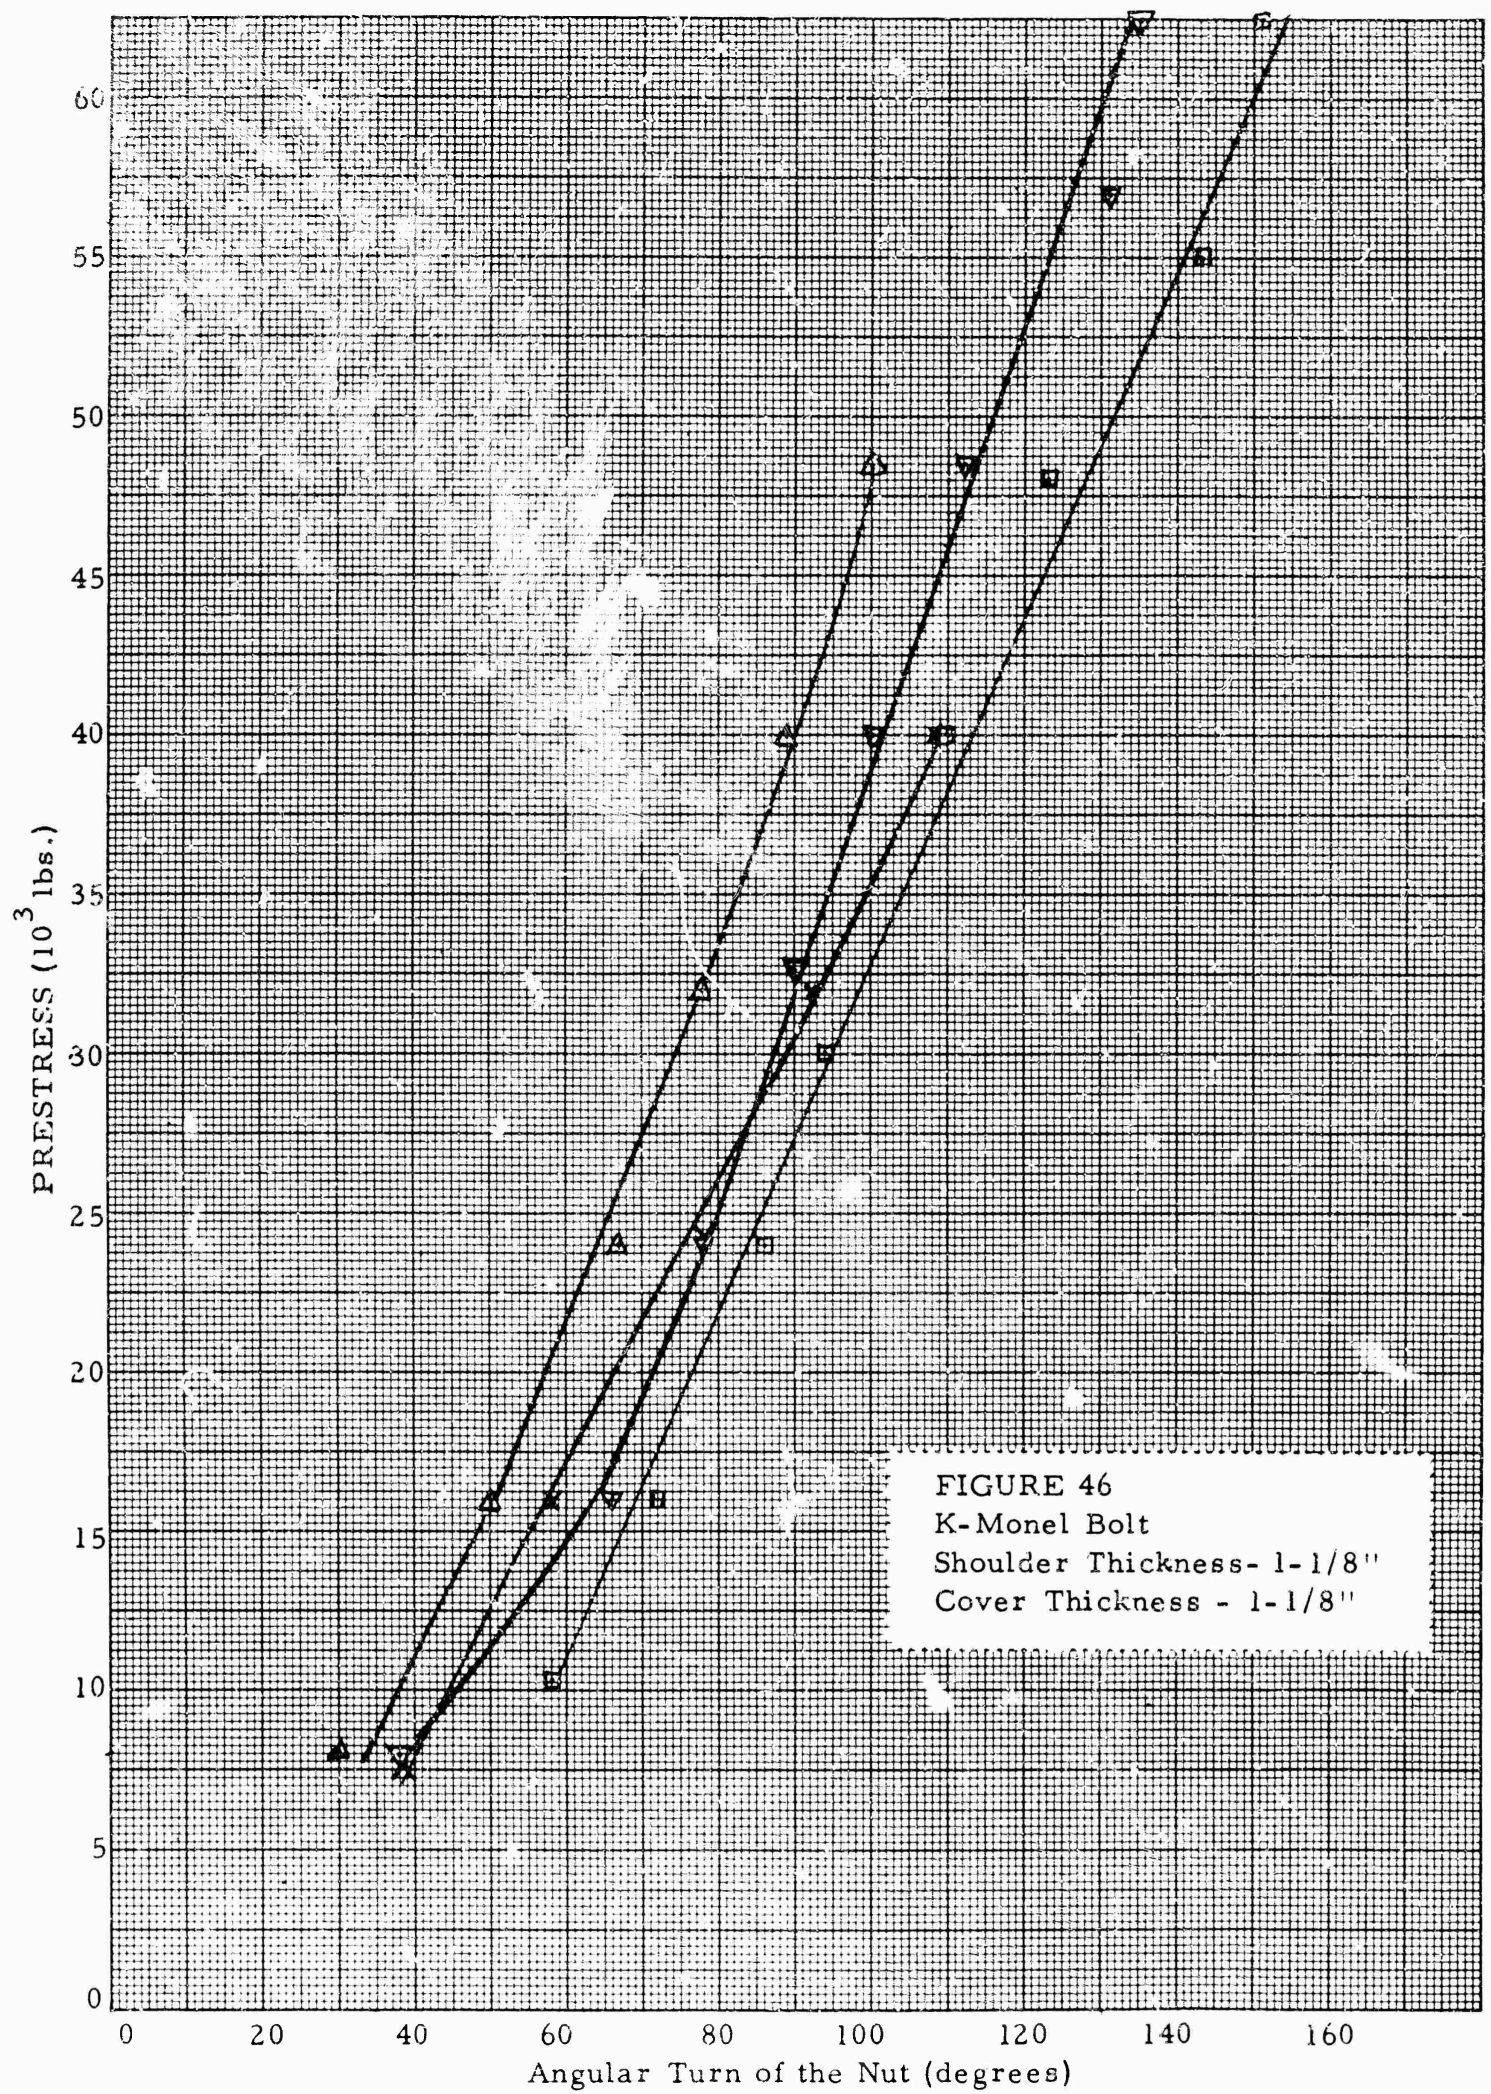 60
55
50
45
40
35
30
25
20
15
10
5
0
PRESTRESS (10³ lbs.)
FIGURE 46
K-Monel Bolt
Shoulder Thickness- 1-1/8"
Cover Thickness - 1-1/8"
0 20 40 60 80 100 120 140 160
Angular Turn of the Nut (degrees)